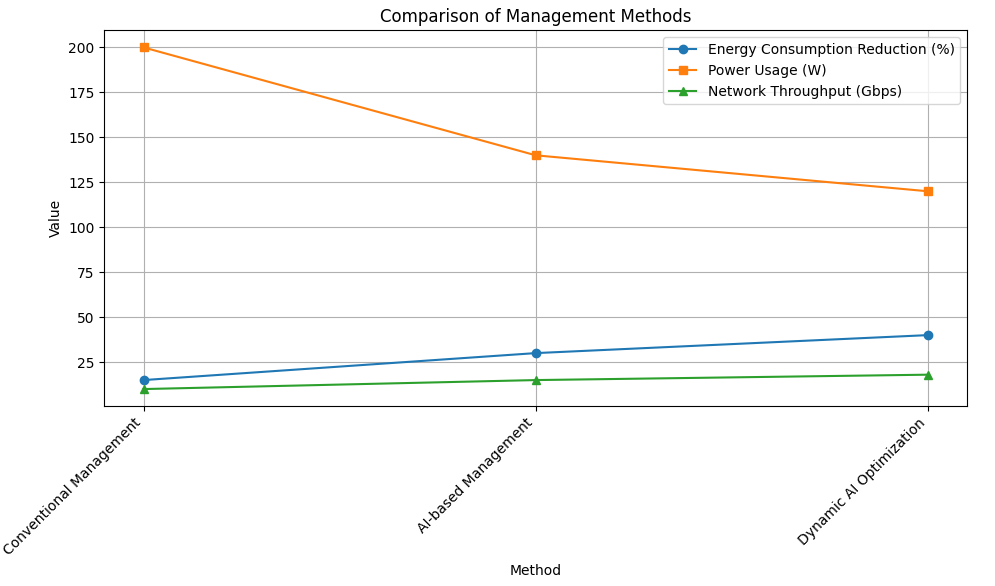 Comparison of Management Methods
Energy Consumption Reduction (%)
Power Usage (W)
Network Throughput (Gbps)
Value
200
175
150
125
100
75
50
25
Conventional Management
AI-based Management
Dynamic AI Optimization
Method